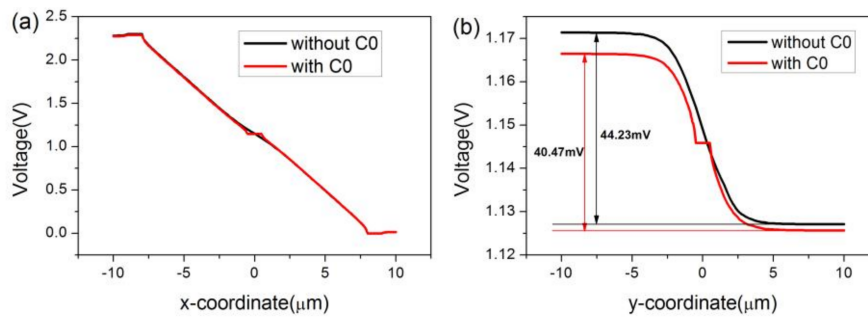 (a)
2.5
2.0
1.5
1.0
0.5
0.0
Voltage(V)
without C0
with C0
-10
-5
0
5
10
x-coordinate(μm)
(b)
1.17
1.16
1.15
1.14
1.13
1.12
Voltage(V)
without C0
with C0
40.47mV
44.23mV
-10
-5
0
5
10
y-coordinate(μm)